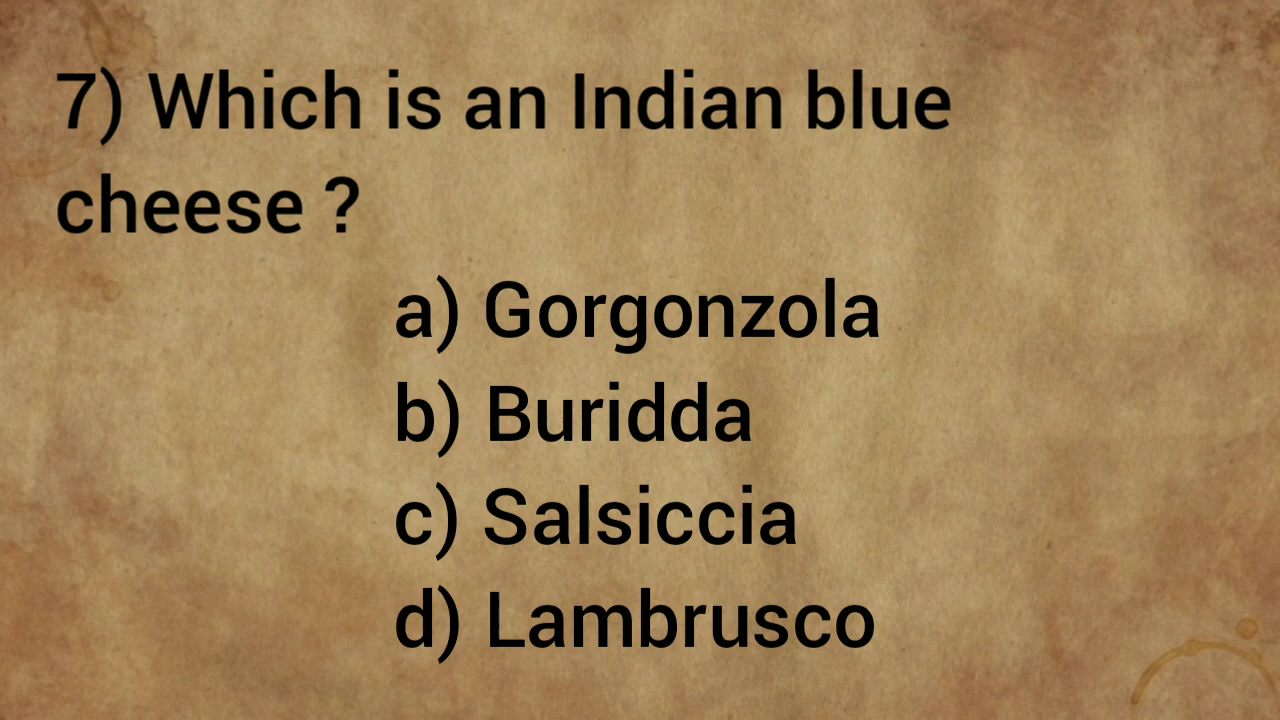 7) Which is an Indian blue
cheese ?
a) Gorgonzola
b) Buridda
c) Salsiccia
d) Lambrusco